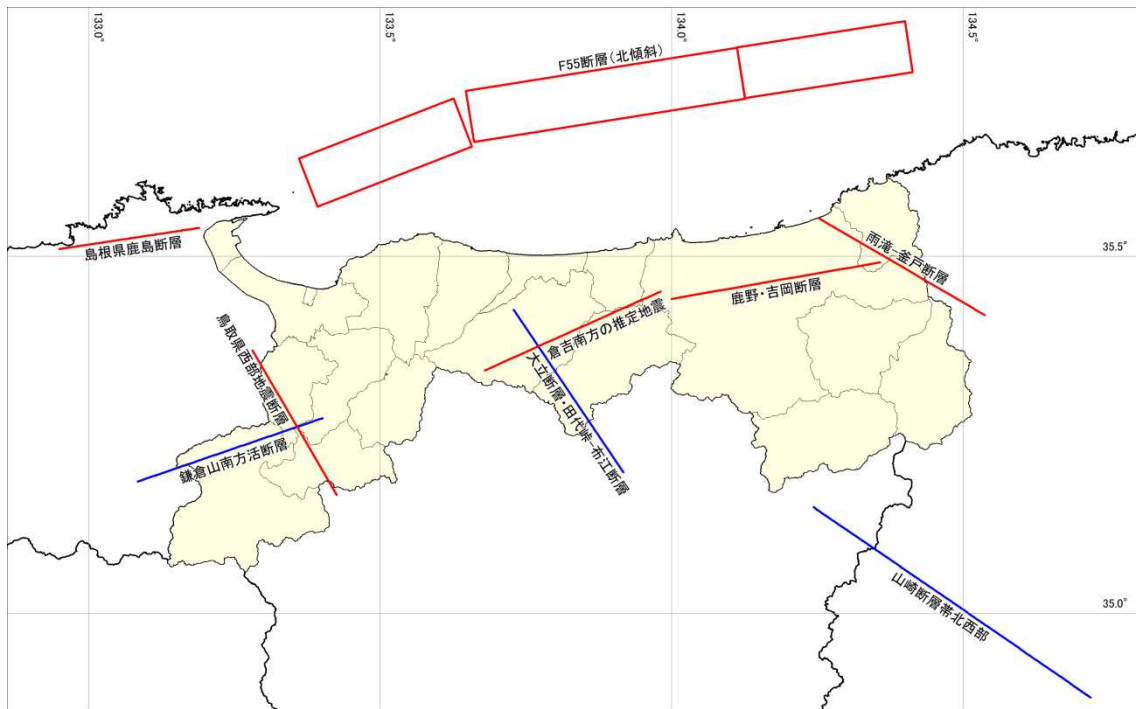 133.0°
133.5°
134.0°
134.5°
F55断層(北傾斜)
島根県鹿島断層
35.5°
雨滝-釜戸断層
鹿野・吉岡断層
倉吉南方の推定地震
鳥取県西部地震断層
大立断層・田代峠-布江断層
鎌倉山南方活断層
35.0°
山崎断層帯北西部